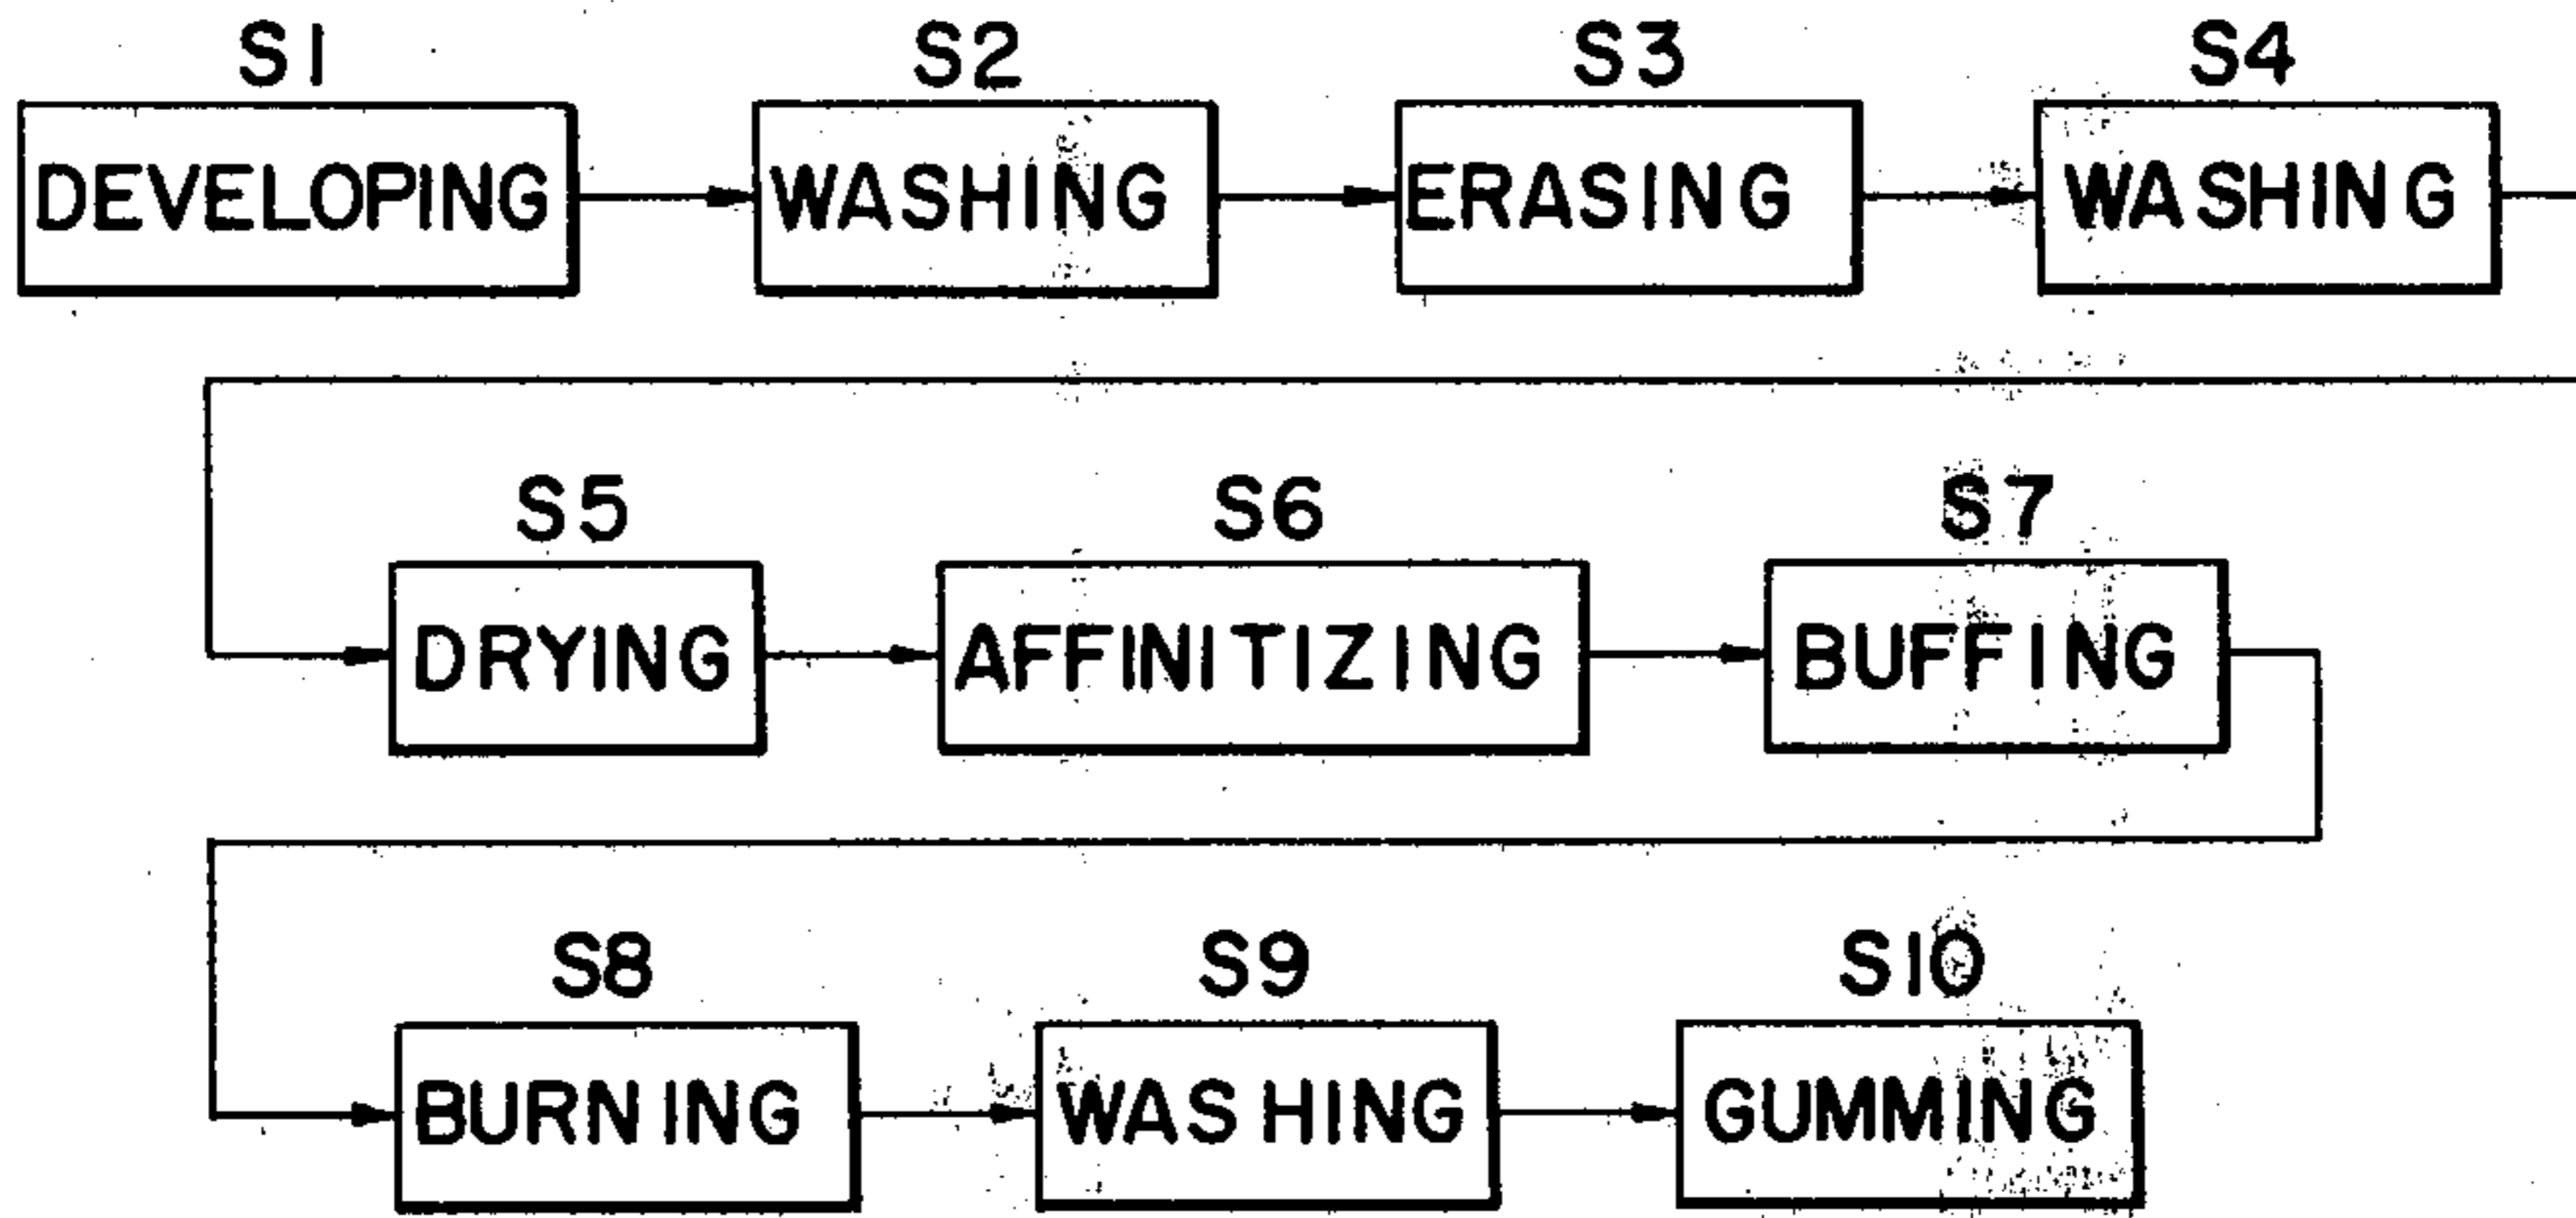 S1 S2 S3 S4
DEVELOPING WASHING ERASING WASHING
S5 S6 S7
DRYING AFFINITIZING BUFFING
S8 S9 S10
BURNING WASHING GUMMING